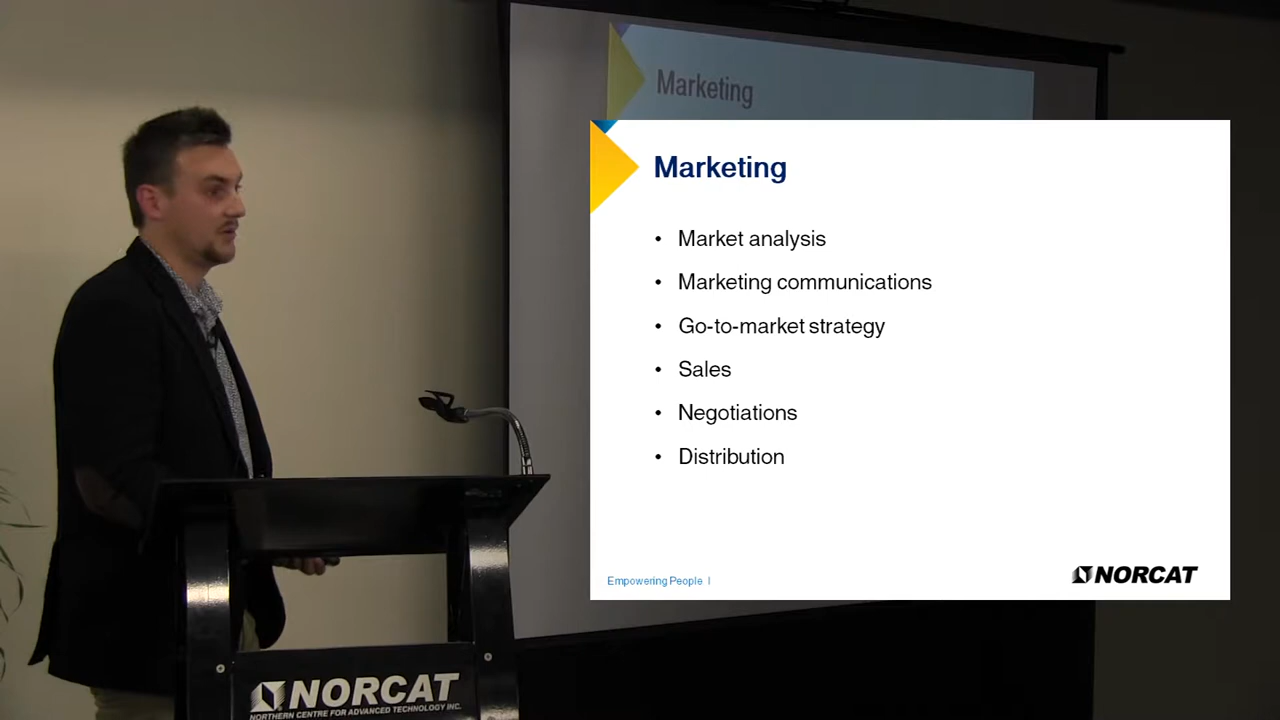 Marketing
Marketing
• Market analysis
• Marketing communications
• Go-to-market strategy
• Sales
• Negotiations
• Distribution
Empowering People |
NORCAT
NORCAT
NORTHERN CENTRE FOR ADVANCED TECHNOLOGY INC.